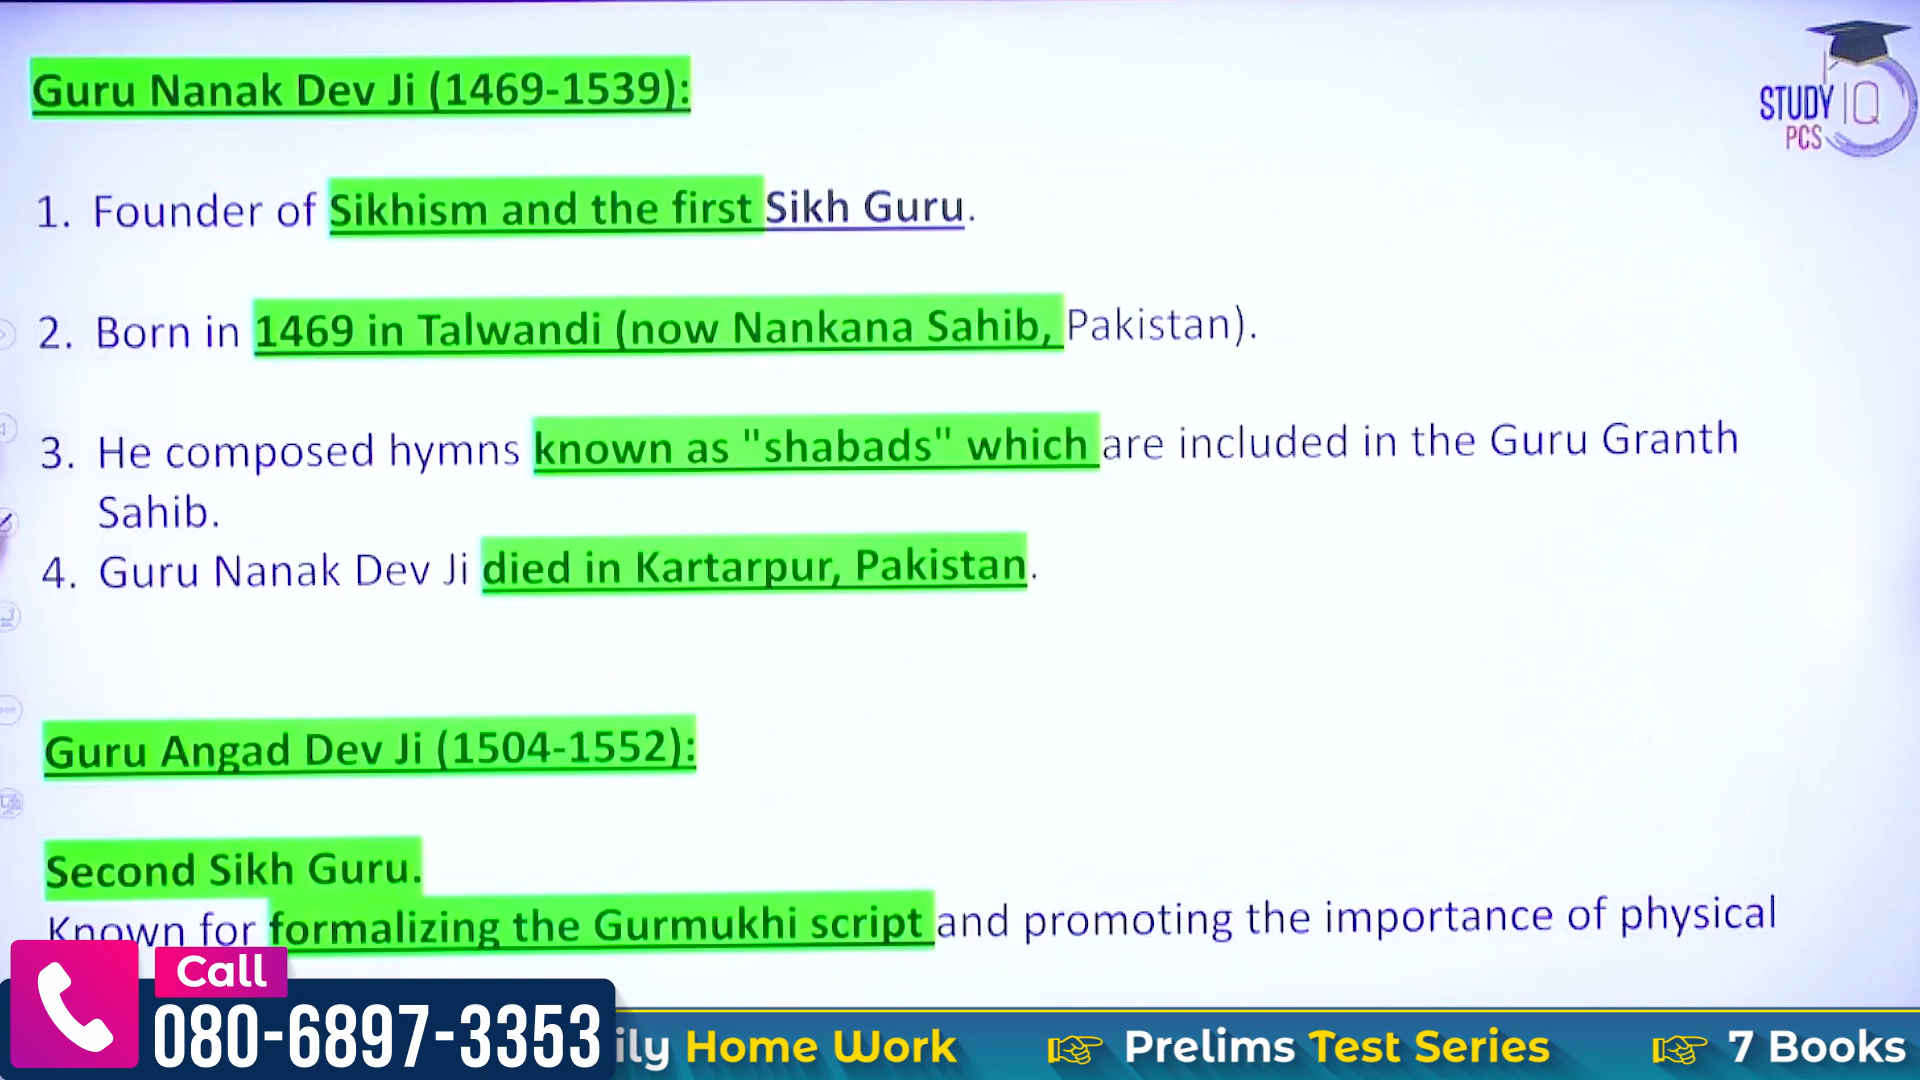 Guru Nanak Dev Ji (1469-1539):
STUDY IQ
PCS
1. Founder of Sikhism and the first Sikh Guru.
2. Born in 1469 in Talwandi (now Nankana Sahib, Pakistan).
3. He composed hymns known as "shabads" which are included in the Guru Granth
Sahib.
4. Guru Nanak Dev Ji died in Kartarpur, Pakistan.
Guru Angad Dev Ji (1504-1552):
Second Sikh Guru.
Known for formalizing the Gurmukhi script and promoting the importance of physical
Call
080-6897-3353
ily Home Work Prelims Test Series 7 Books